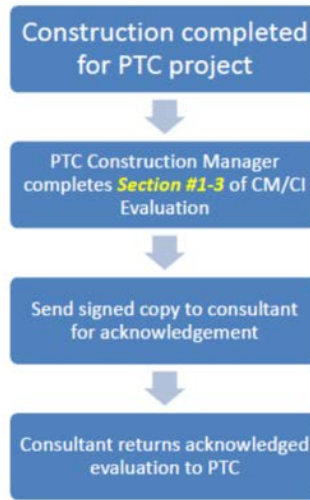 Construction completed
for PTC project
PTC Construction Manager
completes Section #1-3 of CM/CI
Evaluation
Send signed copy to consultant
for acknowledgement
Consultant returns acknowledged
evaluation to PTC